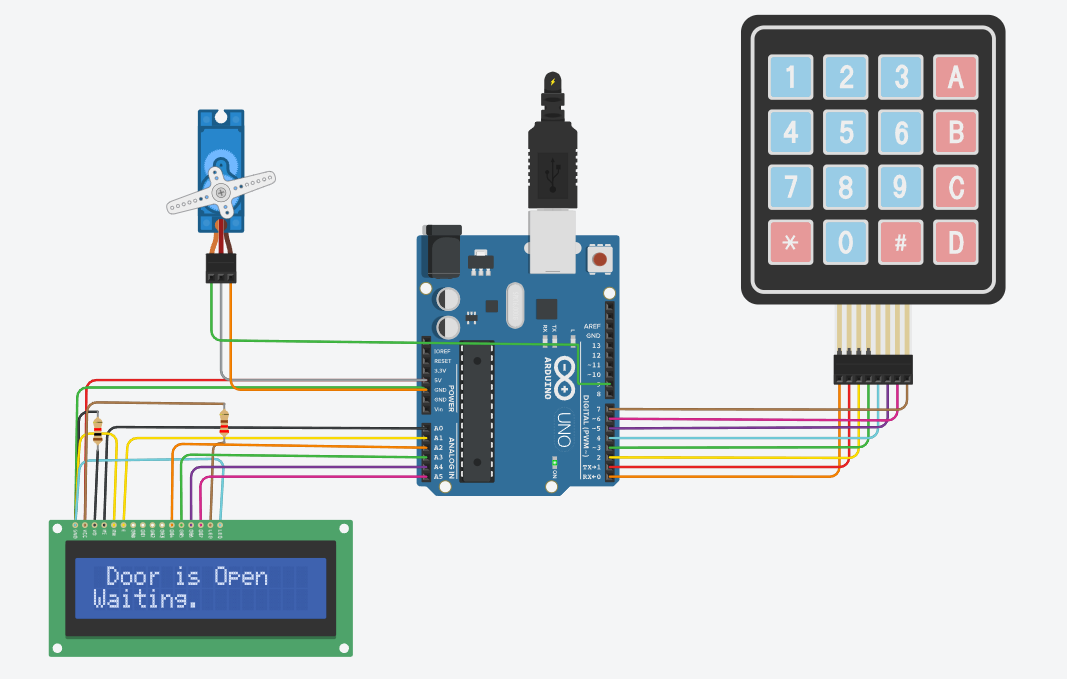 1 2 3 A
4 5 6 B
7 8 9 C
* 0 # D
RX TX L
AREF
GND
13
12
~11
~10
9
8
7
~6
~5
4
~3
2
TX→1
RX←0
DIGITAL (PWM~)
IOREF
RESET
3.3V
5V
GND
GND
Vin
POWER
A0
A1
A2
A3
A4
A5
ANALOG IN
ARDUINO
UNO
ON
Door is Open
Waiting.